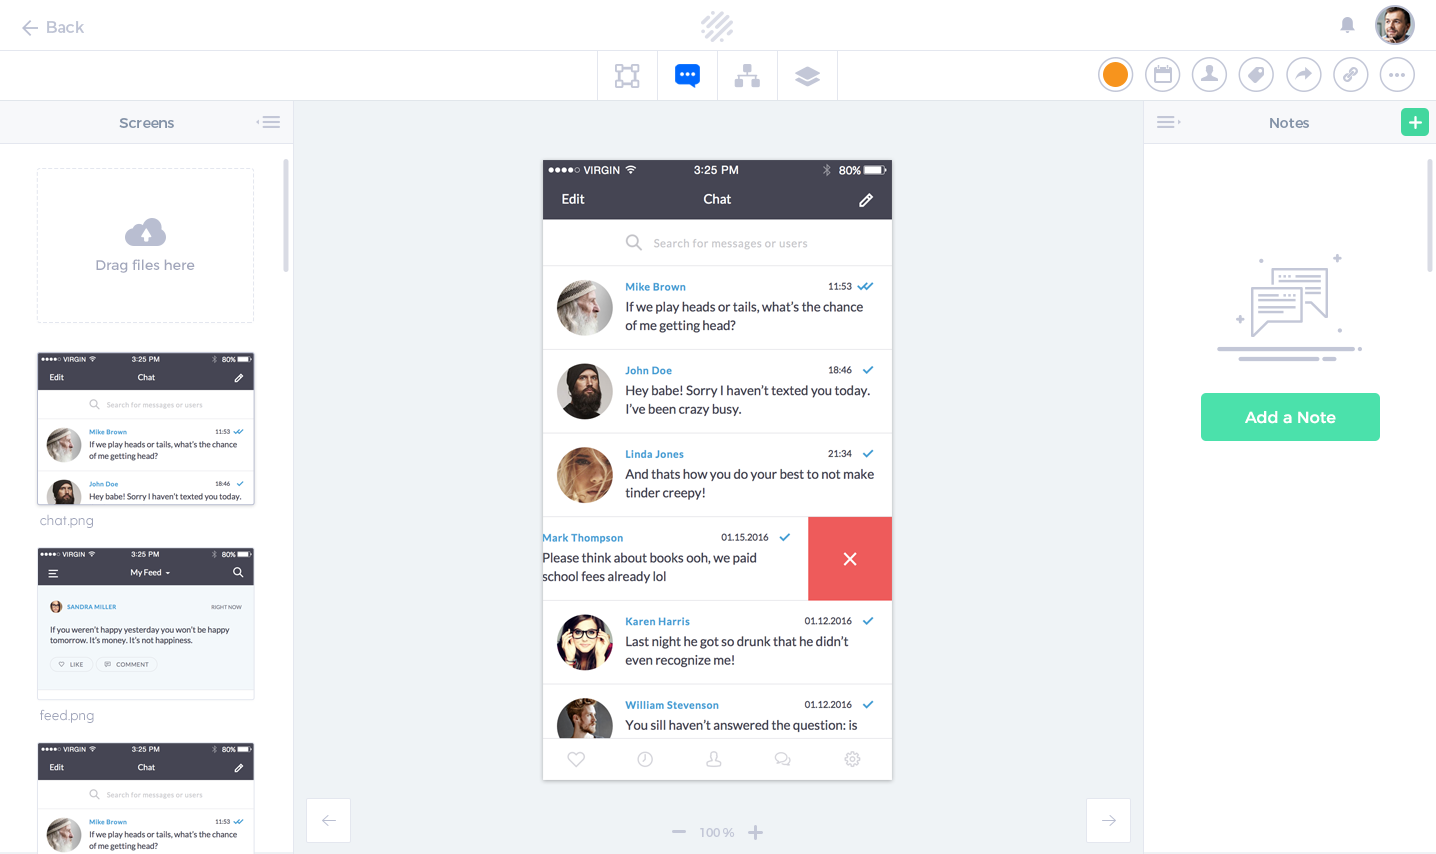 Back
Screens
Notes
Drag files here
VIRGIN 3:25 PM 80%
Edit Chat
Search for messages or users
Mike Brown 11:53
If we play heads or tails, what's the chance
of me getting head?
John Doe 18:46
Hey babe! Sorry I haven't texted you today.
chat.png
VIRGIN 3:25 PM 80%
My Feed
SANDRA MILLER RIGHT NOW
If you weren't happy yesterday you won't be happy
tomorrow. It's money. It's not happiness.
LIKE COMMENT
feed.png
VIRGIN 3:25 PM 80%
Edit Chat
Search for messages or users
Mike Brown 11:53
If we play heads or tails, what's the chance
of me getting head?
VIRGIN 3:25 PM 80%
Edit Chat
Search for messages or users
Mike Brown 11:53
If we play heads or tails, what's the chance
of me getting head?
John Doe 18:46
Hey babe! Sorry I haven't texted you today.
I've been crazy busy.
Linda Jones 21:34
And thats how you do your best to not make
tinder creepy!
Mark Thompson 01.15.2016
Please think about books ooh, we paid
school fees already lol
Karen Harris 01.12.2016
Last night he got so drunk that he didn't
even recognize me!
William Stevenson 01.12.2016
You sill haven't answered the question: is
100 %
Add a Note